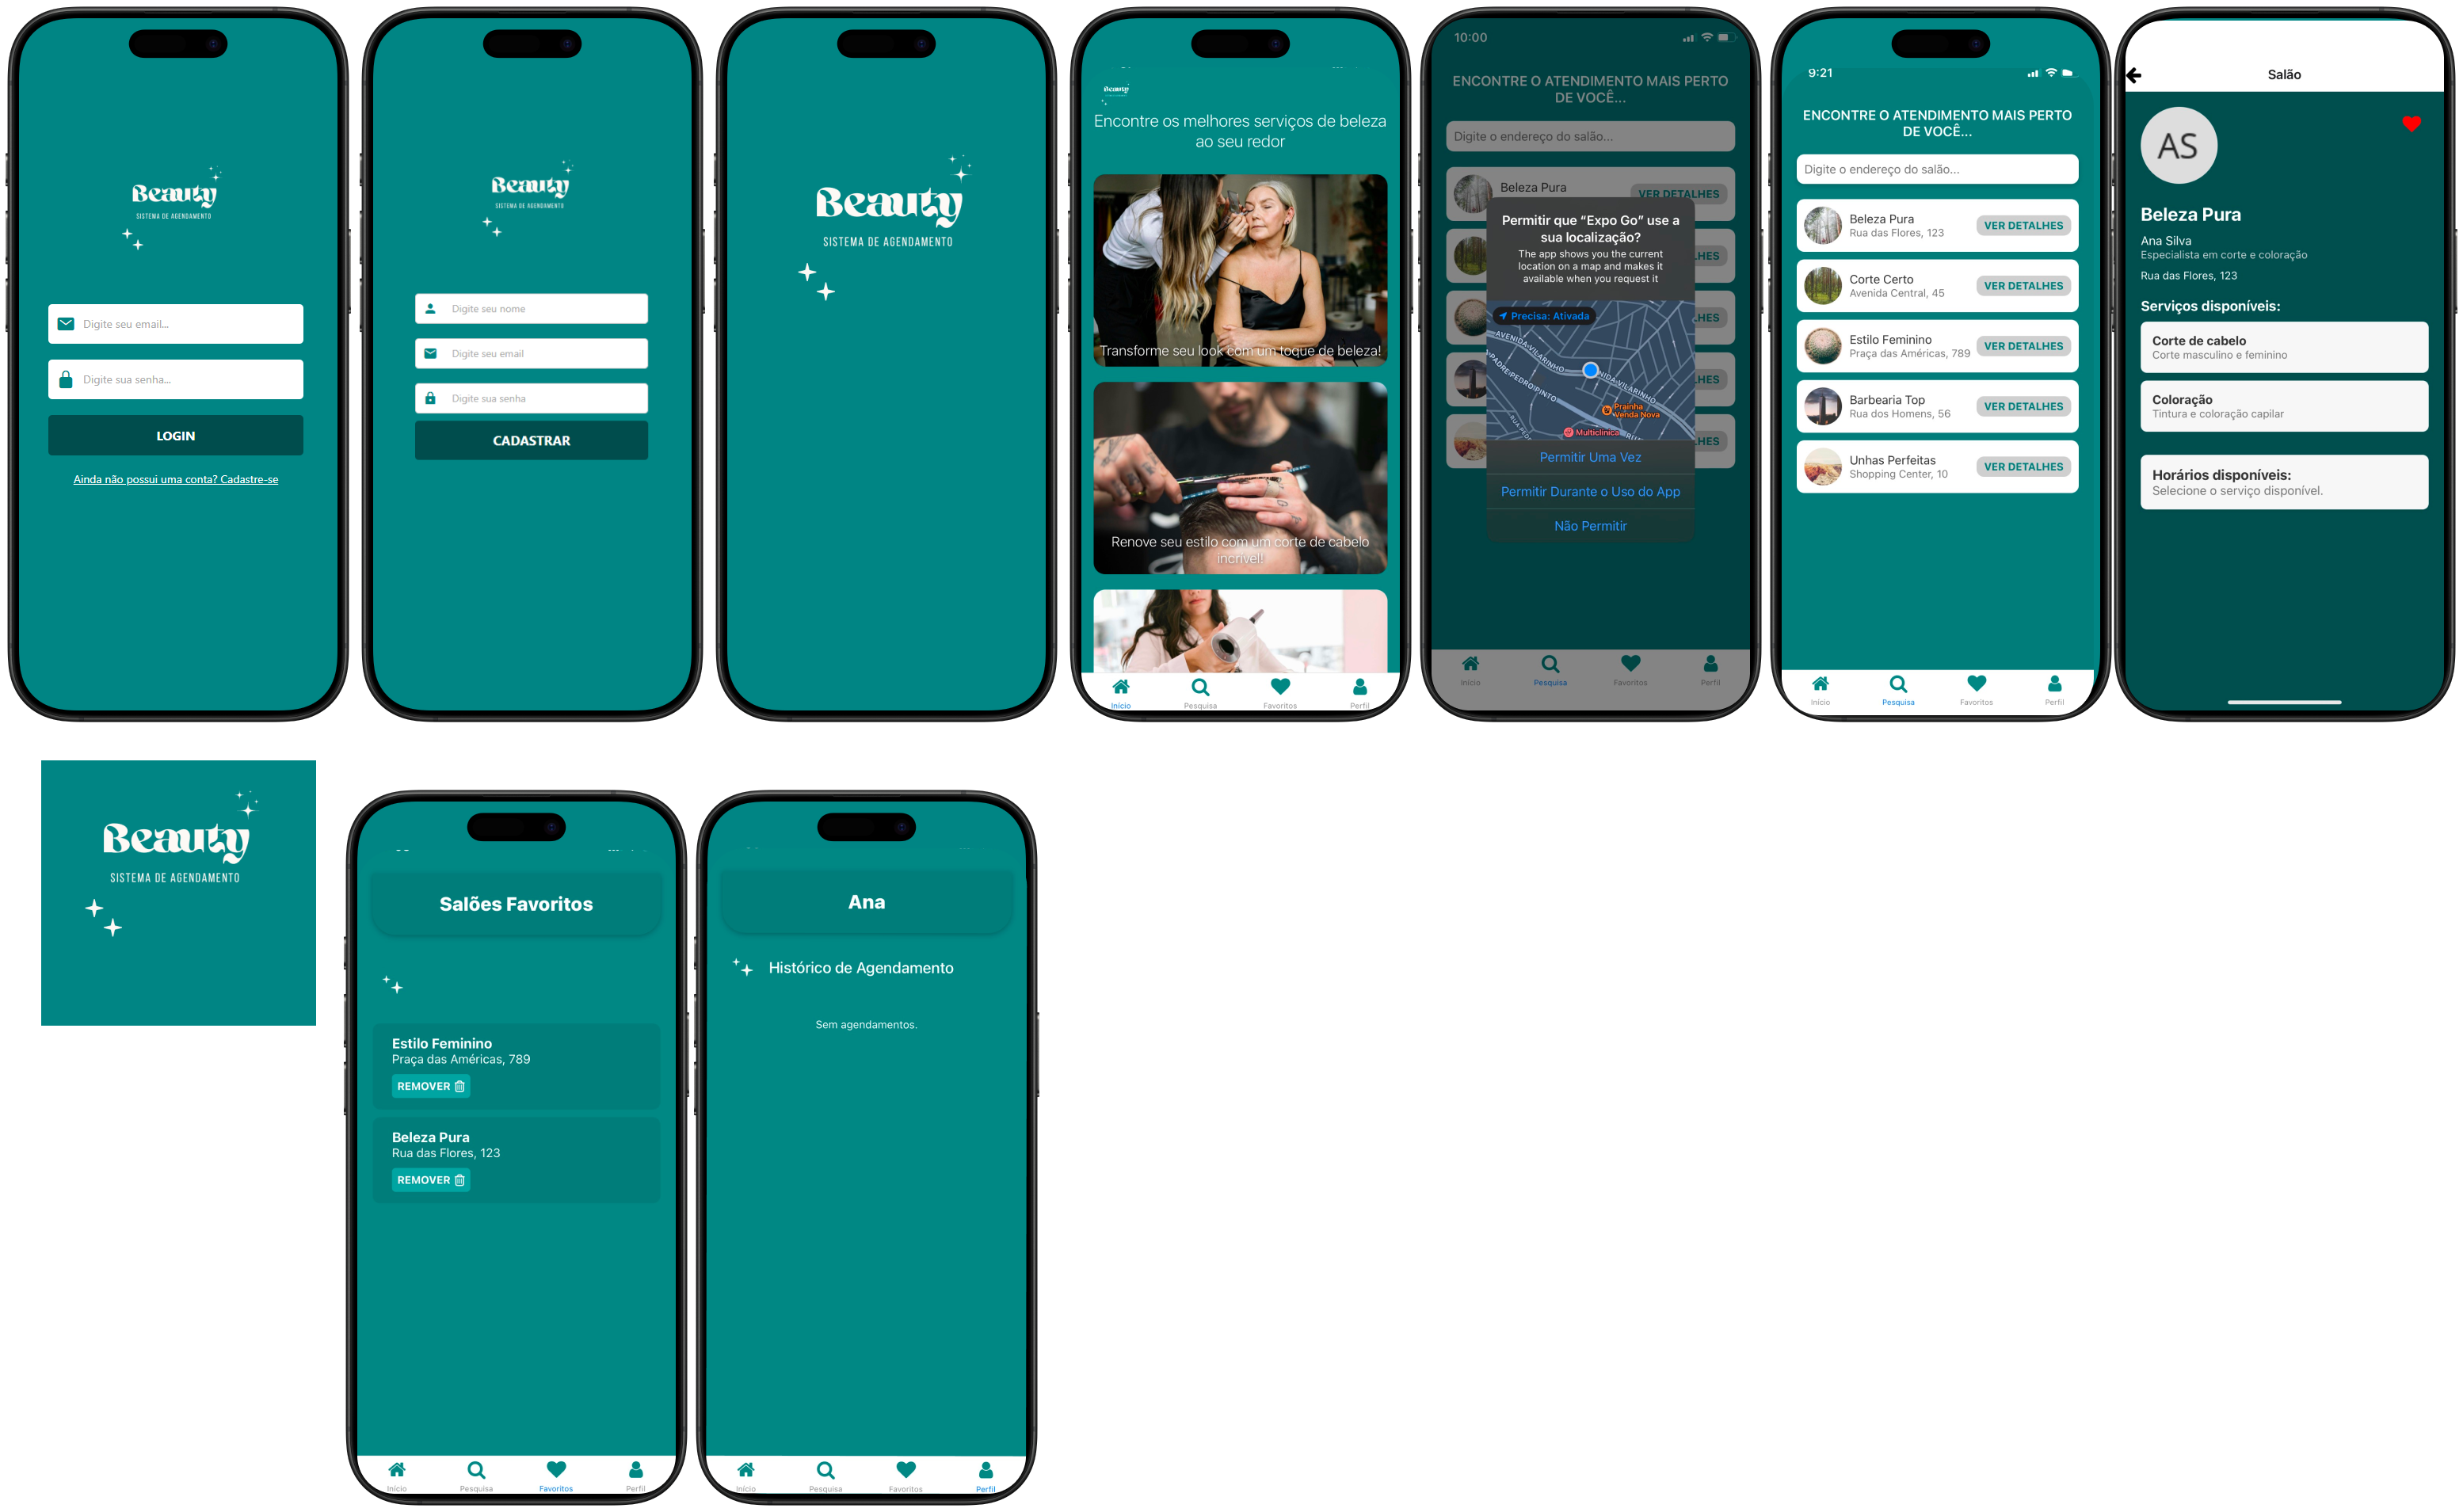 Beauty
SISTEMA DE AGENDAMENTO
Digite seu email...
Digite sua senha...
LOGIN
Ainda não possui uma conta? Cadastre-se
Beauty
SISTEMA DE AGENDAMENTO
Digite seu nome
Digite seu email
Digite sua senha
CADASTRAR
Beauty
SISTEMA DE AGENDAMENTO
Beauty
Encontre os melhores serviços de beleza
ao seu redor
Transforme seu look com um toque de beleza!
Renove seu estilo com um corte de cabelo
incrível!
Início
Pesquisa
Favoritos
Perfil
10:00
ENCONTRE O ATENDIMENTO MAIS PERTO
DE VOCÊ...
Digite o endereço do salão...
Beleza Pura
VER DETALHES
Permitir que “Expo Go” use a
sua localização?
The app shows you the current
location on a map and makes it
available when you request it
LHES
Precisa: Ativada
LHES
AVENIDA VILARINHO
NIDA VILARINHO
PADRE PEDRO PINTO
Prainha
Venda Nova
LHES
Multiclínica
LHES
Permitir Uma Vez
Permitir Durante o Uso do App
Não Permitir
Início
Pesquisa
Favoritos
Perfil
9:21
ENCONTRE O ATENDIMENTO MAIS PERTO
DE VOCÊ...
Digite o endereço do salão...
Beleza Pura
Rua das Flores, 123
VER DETALHES
Corte Certo
Avenida Central, 45
VER DETALHES
Estilo Feminino
Praça das Américas, 789
VER DETALHES
Barbearia Top
Rua dos Homens, 56
VER DETALHES
Unhas Perfeitas
Shopping Center, 10
VER DETALHES
Início
Pesquisa
Favoritos
Perfil
Salão
AS
Beleza Pura
Ana Silva
Especialista em corte e coloração
Rua das Flores, 123
Serviços disponíveis:
Corte de cabelo
Corte masculino e feminino
Coloração
Tintura e coloração capilar
Horários disponíveis:
Selecione o serviço disponível.
Beauty
SISTEMA DE AGENDAMENTO
Salões Favoritos
Estilo Feminino
Praça das Américas, 789
REMOVER
Beleza Pura
Rua das Flores, 123
REMOVER
Início
Pesquisa
Favoritos
Perfil
Ana
Histórico de Agendamento
Sem agendamentos.
Início
Pesquisa
Favoritos
Perfil